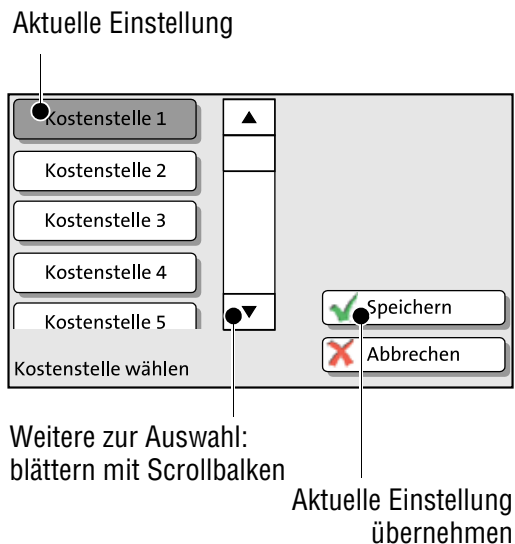 Aktuelle Einstellung
Kostenstelle 1
Kostenstelle 2
Kostenstelle 3
Kostenstelle 4
Kostenstelle 5
Speichern
Abbrechen
Kostenstelle wählen
Weitere zur Auswahl:
blättern mit Scrollbalken
Aktuelle Einstellung
übernehmen